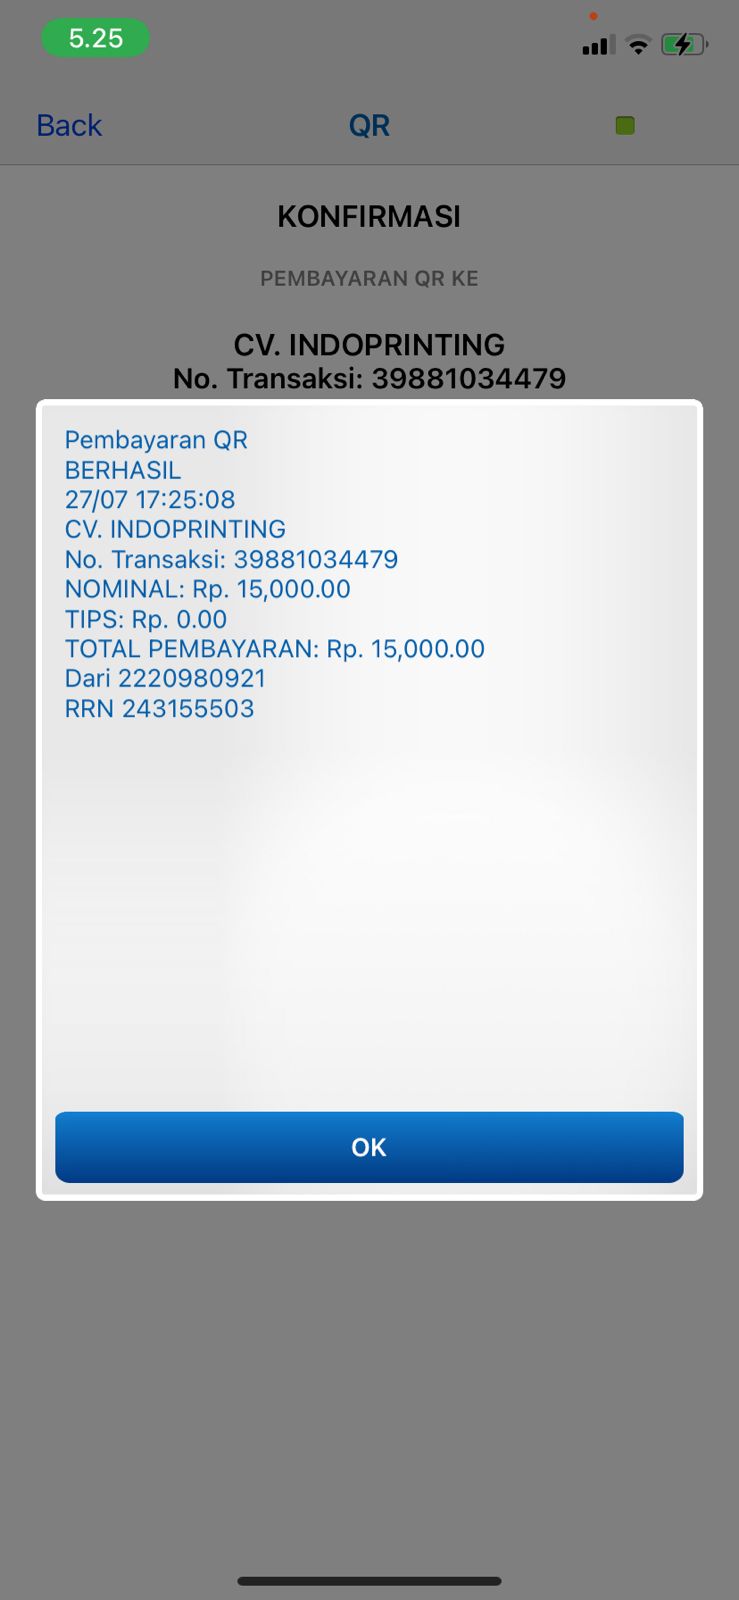 5.25
Back
QR
KONFIRMASI
PEMBAYARAN QR KE
CV. INDOPRINTING
No. Transaksi: 39881034479
Pembayaran QR
BERHASIL
27/07 17:25:08
CV. INDOPRINTING
No. Transaksi: 39881034479
NOMINAL: Rp. 15,000.00
TIPS: Rp. 0.00
TOTAL PEMBAYARAN: Rp. 15,000.00
Dari 2220980921
RRN 243155503
OK